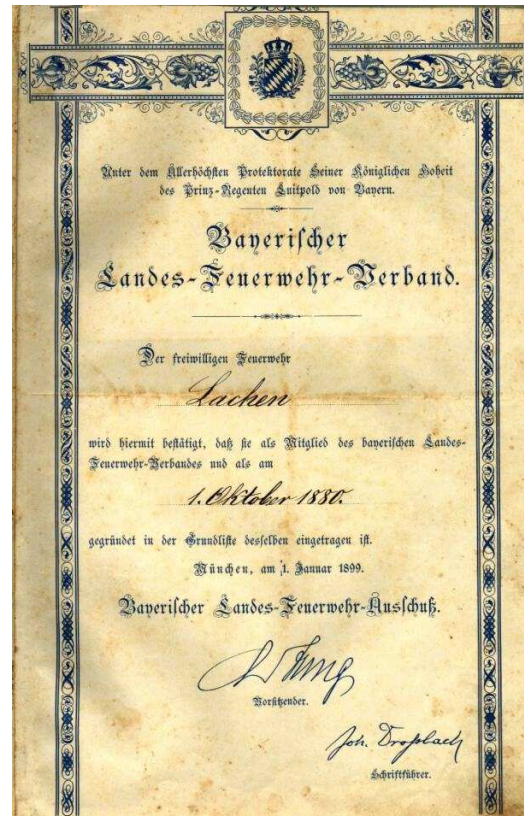 Unter dem Allerhöchsten Protektorate Seiner Königlichen Hoheit
des Prinz-Regenten Luitpold von Bayern.
Bayerischer
Landes-Feuerwehr-Verband.
Der freiwilligen Feuerwehr
Lachen
wird hiermit bestätigt, daß sie als Mitglied des bayerischen Landes-
Feuerwehr-Verbandes und als am
1. Oktober 1880.
gegründet in der Grundliste desselben eingetragen ist.
München, am 1. Januar 1899.
Bayerischer Landes-Feuerwehr-Ausschuß.
Vorsitzender.
Joh. Droßbach
Schriftführer.